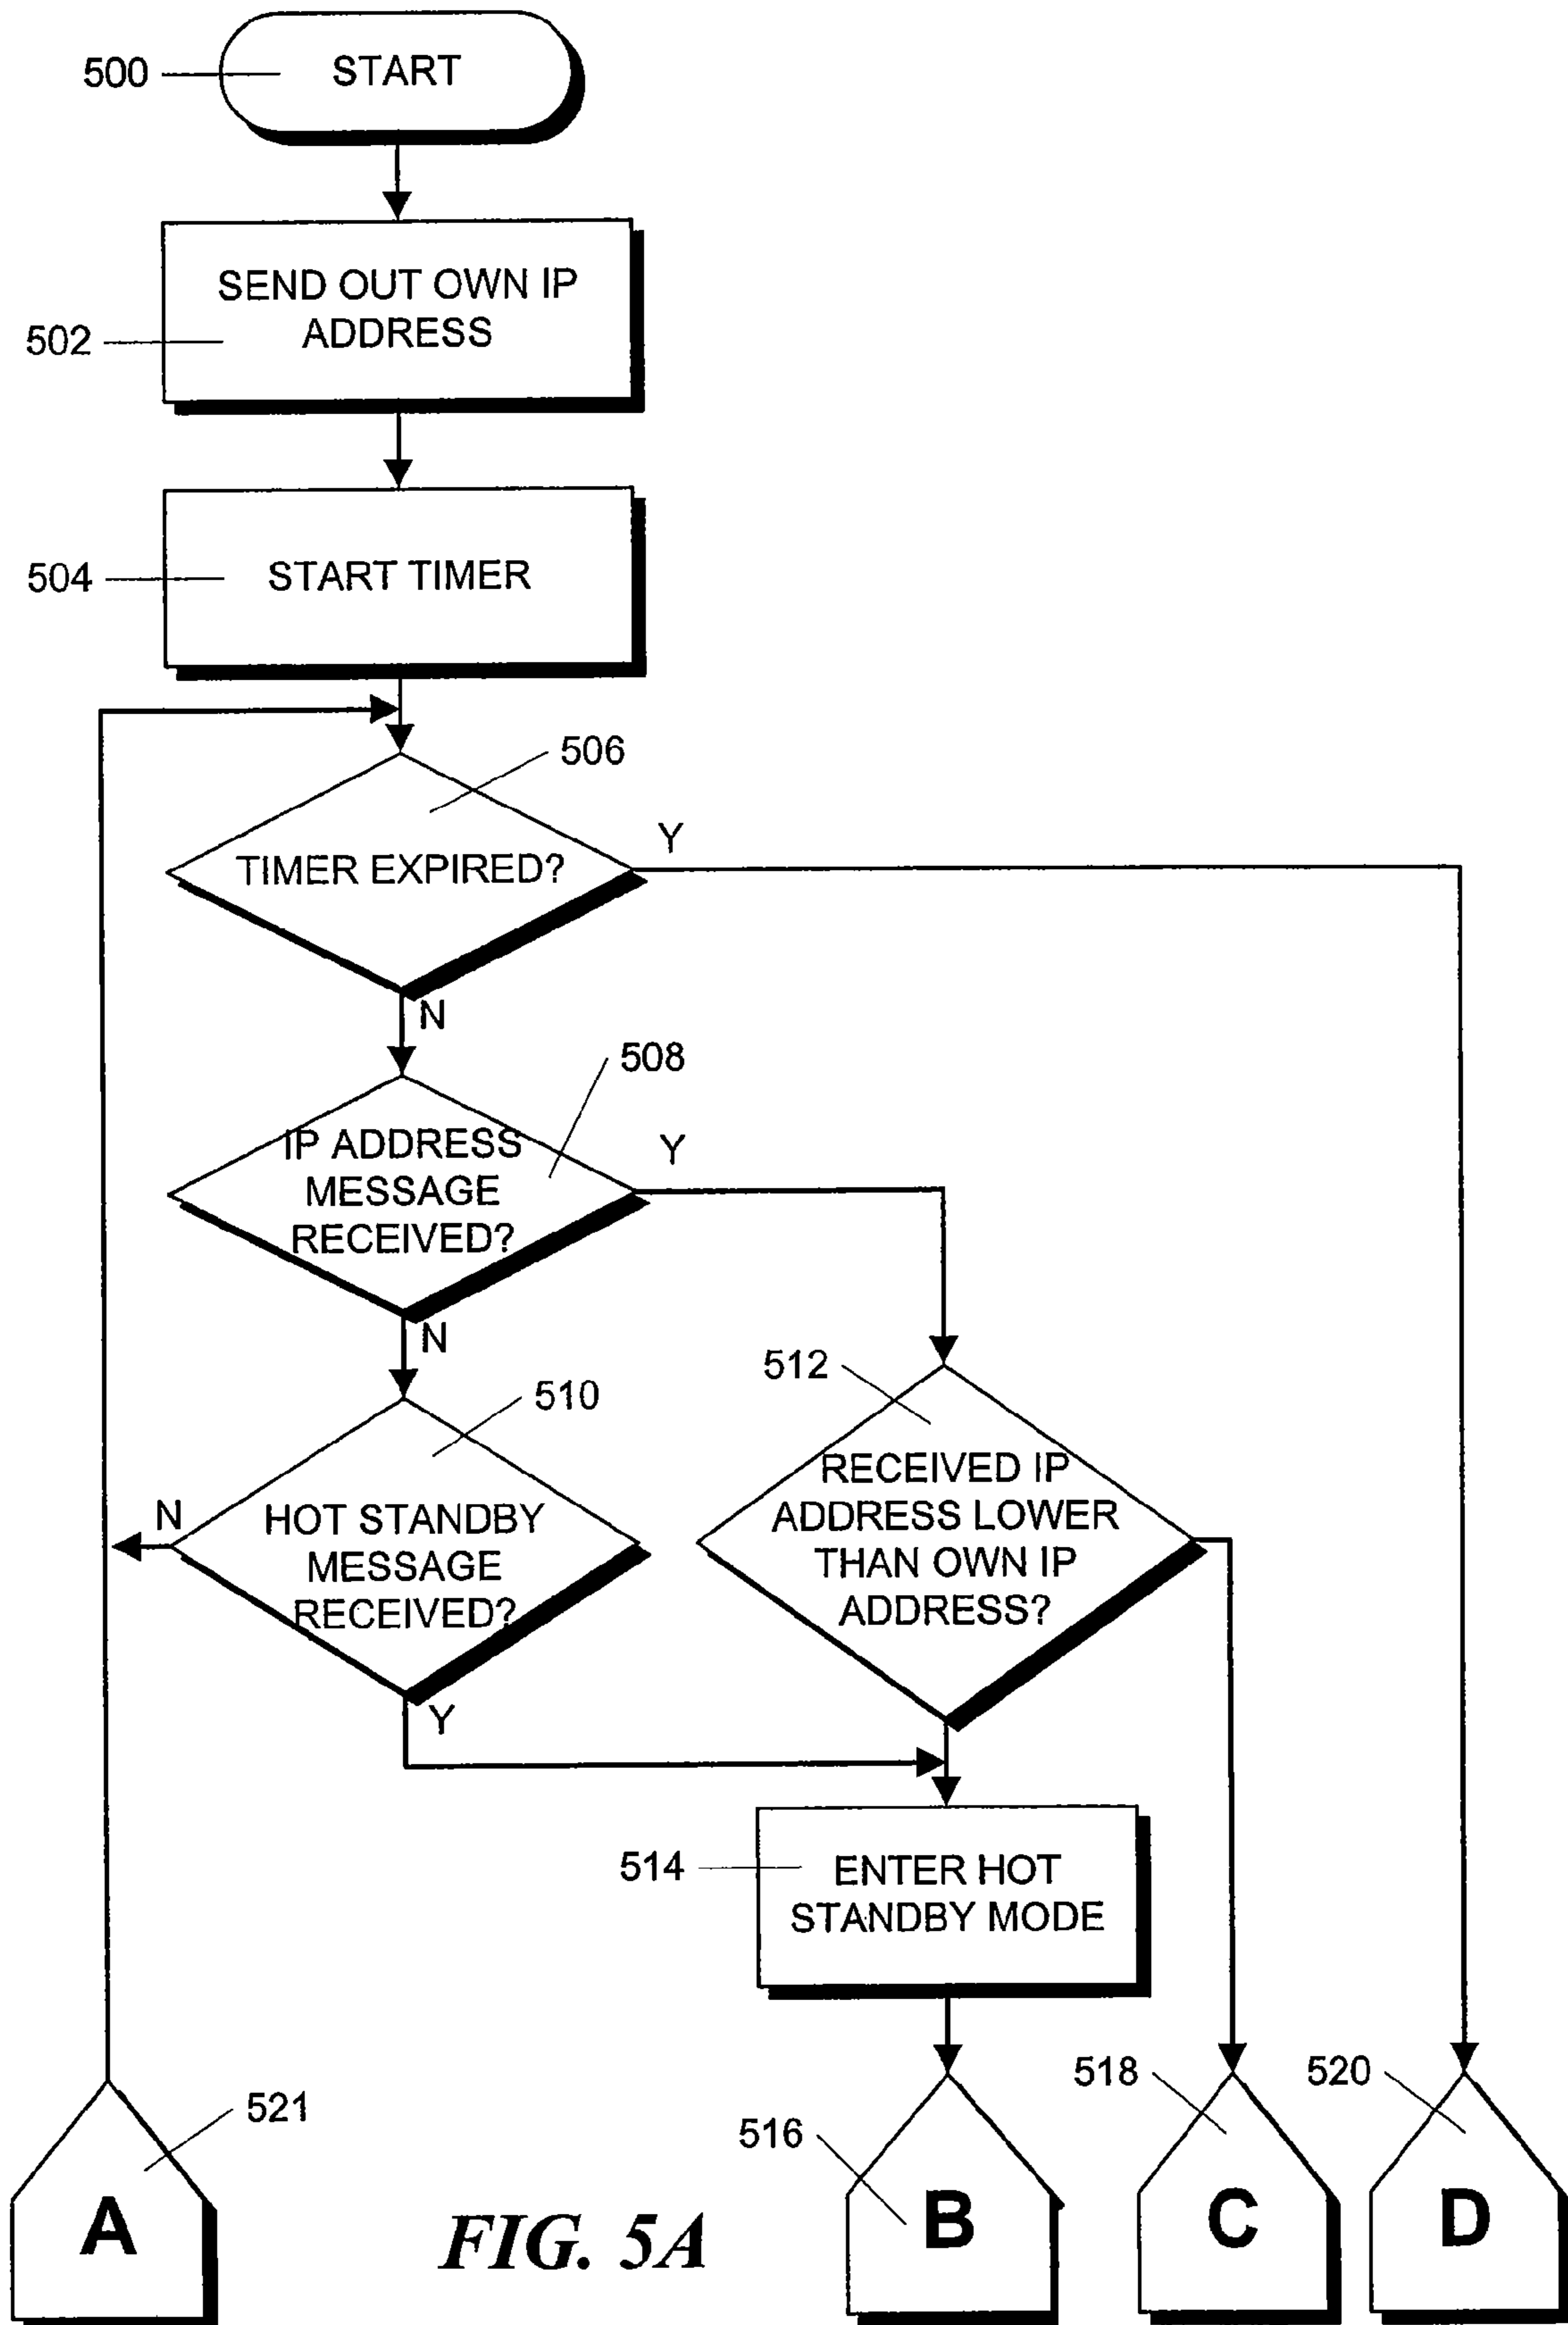 500
START
SEND OUT OWN IP
ADDRESS
502
START TIMER
504
506
TIMER EXPIRED?
Y
N
508
IP ADDRESS
MESSAGE
RECEIVED?
Y
N
510
HOT STANDBY
MESSAGE
RECEIVED?
N
Y
512
RECEIVED IP
ADDRESS LOWER
THAN OWN IP
ADDRESS?
514
ENTER HOT
STANDBY MODE
521
A
516
B
518
C
520
D
FIG. 5A